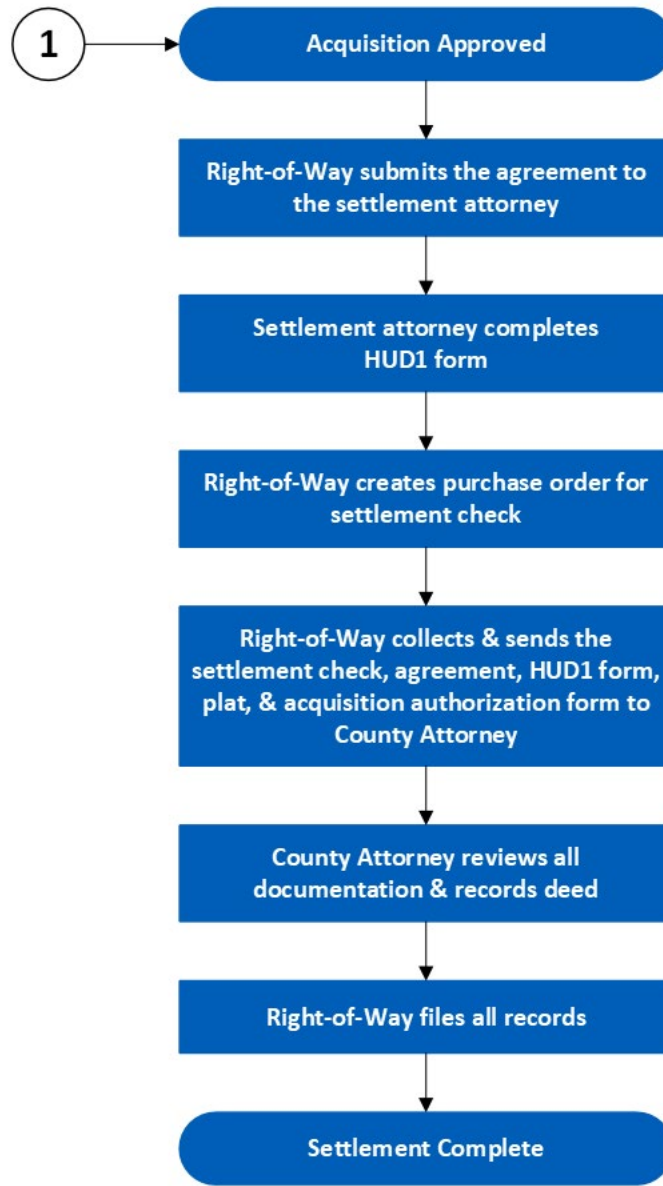 1
Acquisition Approved
Right-of-Way submits the agreement to
the settlement attorney
Settlement attorney completes
HUD1 form
Right-of-Way creates purchase order for
settlement check
Right-of-Way collects & sends the
settlement check, agreement, HUD1 form,
plat, & acquisition authorization form to
County Attorney
County Attorney reviews all
documentation & records deed
Right-of-Way files all records
Settlement Complete